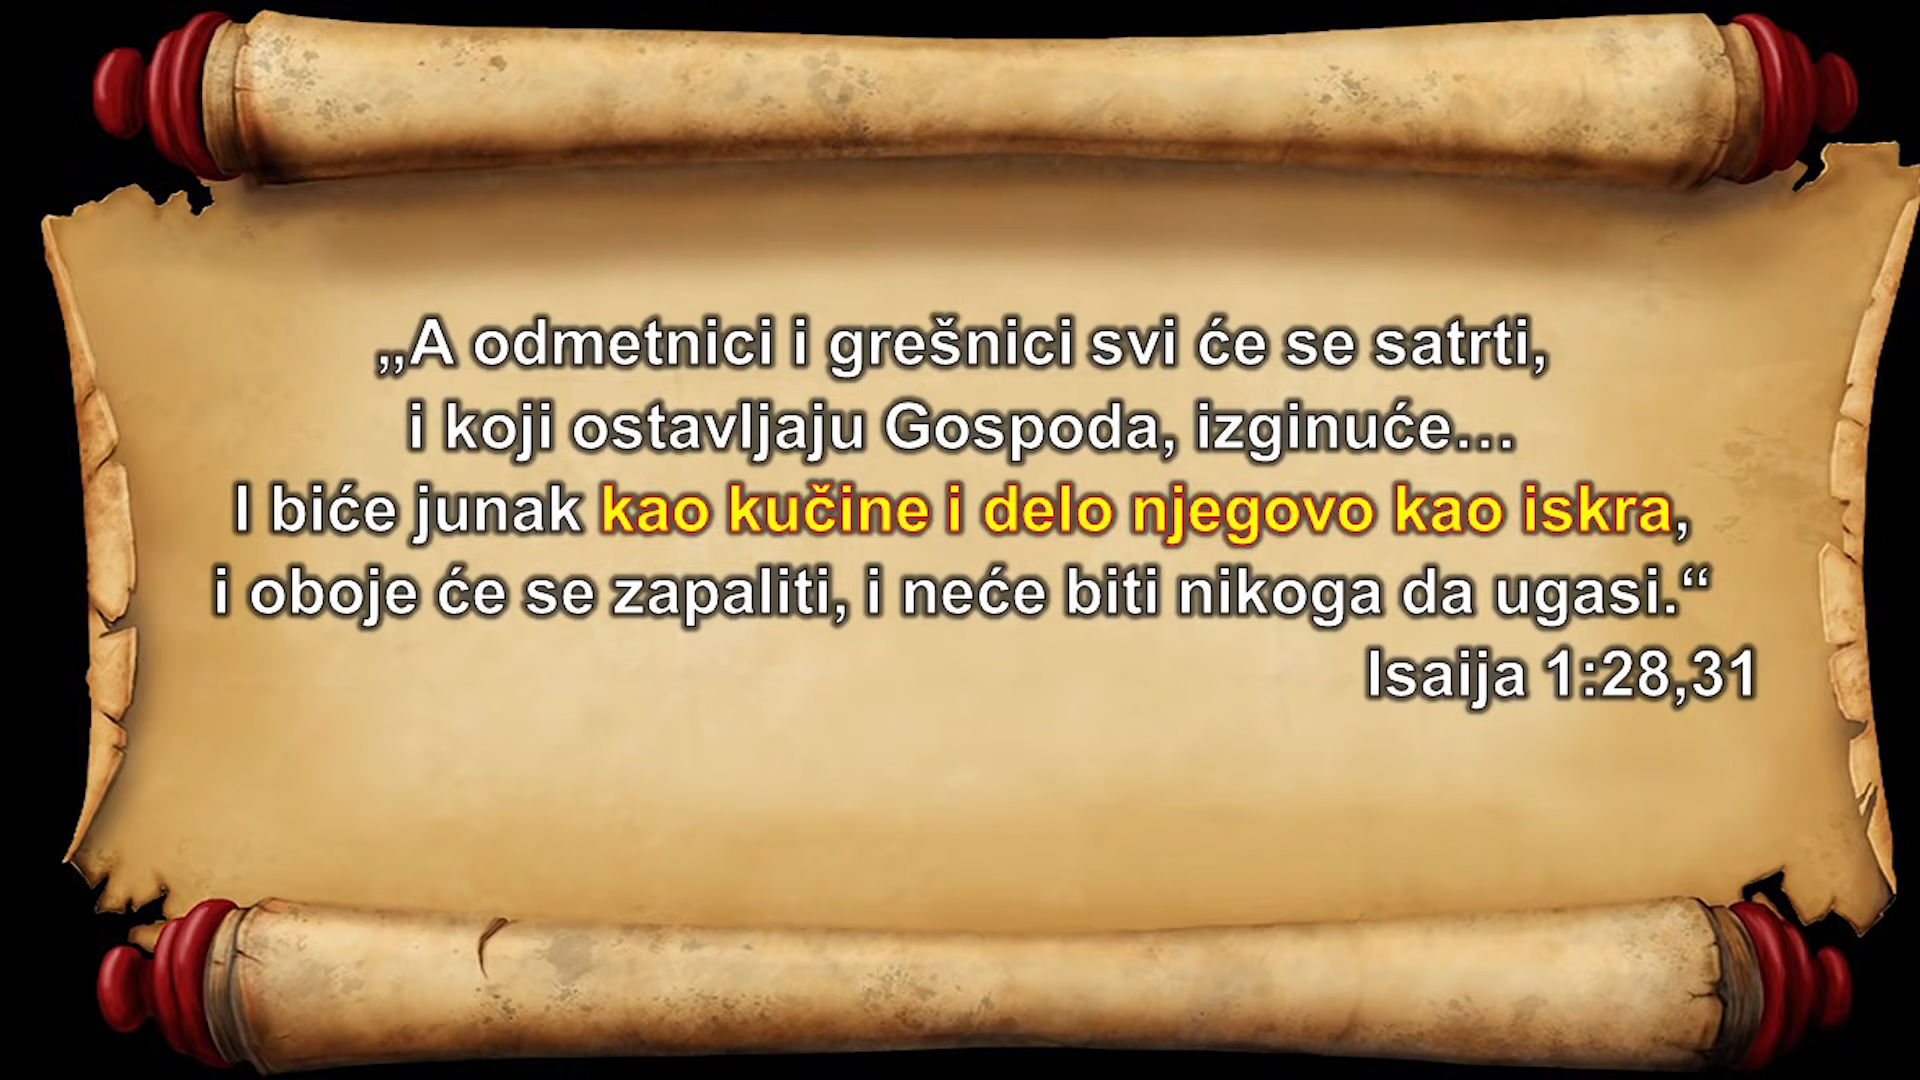 „A odmetnici i grešnici svi će se satrti,
i koji ostavljaju Gospoda, izginuće...
I biće junak kao kučine i delo njegovo kao iskra,
i oboje će se zapaliti, i neće biti nikoga da ugasi.“
Isaija 1:28,31